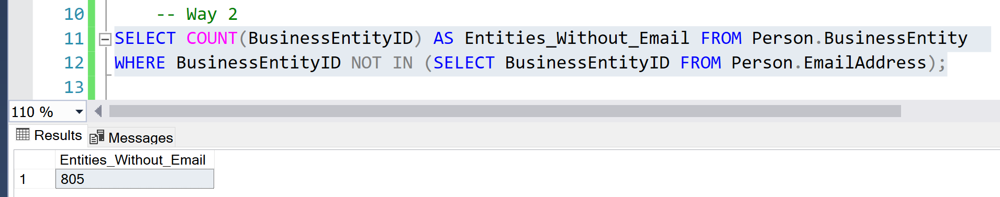 10 -- Way 2
11 SELECT COUNT(BusinessEntityID) AS Entities_Without_Email FROM Person.BusinessEntity
12 WHERE BusinessEntityID NOT IN (SELECT BusinessEntityID FROM Person.EmailAddress);
13
110 %
Results Messages
Entities_Without_Email
1 805